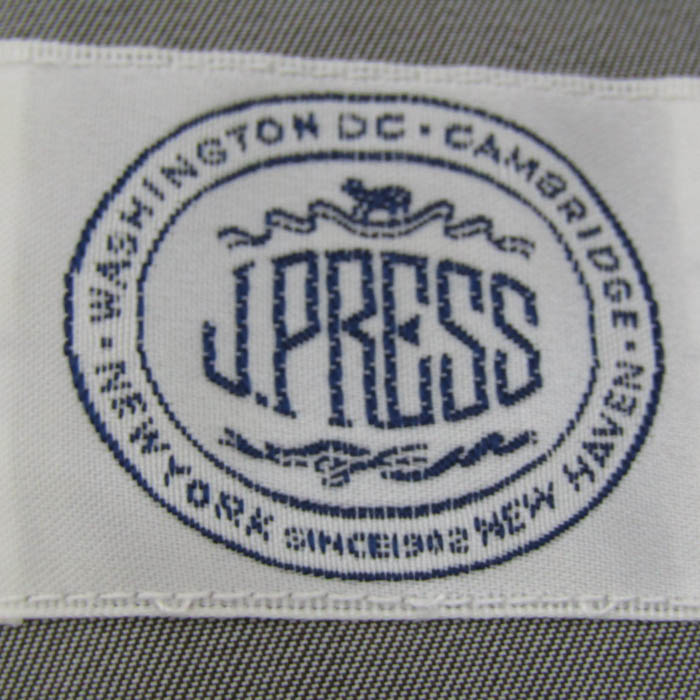 WASHINGTON DC · CAMBRIDGE ·
J.PRESS
· NEW YORK SINCE 1902 NEW HAVEN ·